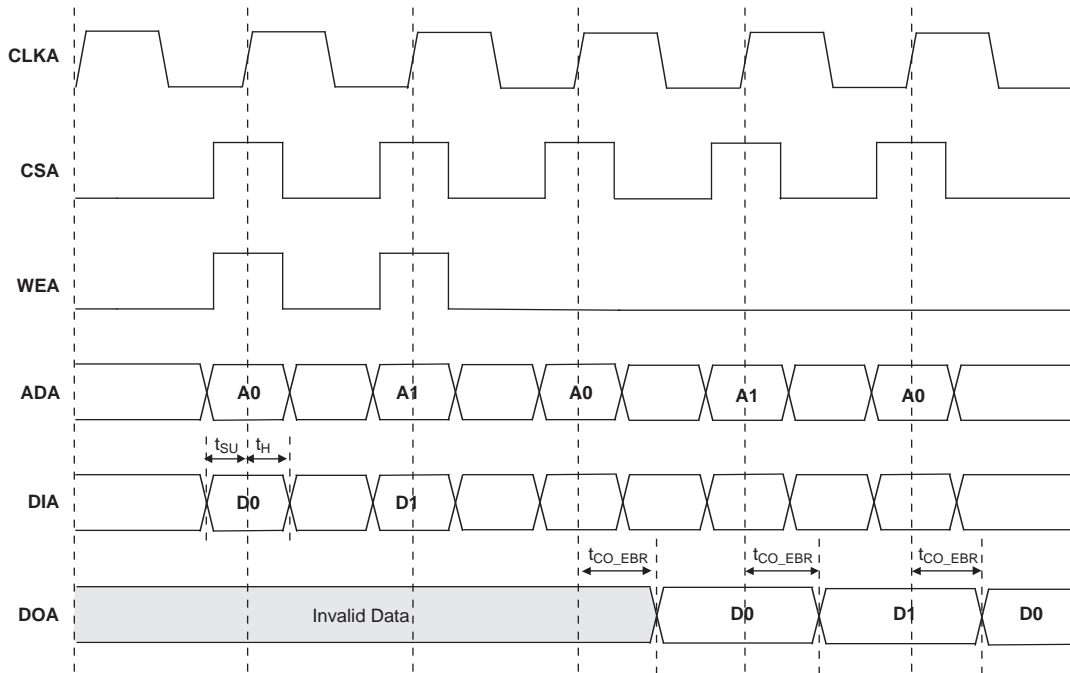 CLKA
CSA
WEA
ADA A0 A1 A0 A1 A0
tSU tH
DIA D0 D1
tCO_EBR tCO_EBR tCO_EBR
DOA Invalid Data D0 D1 D0